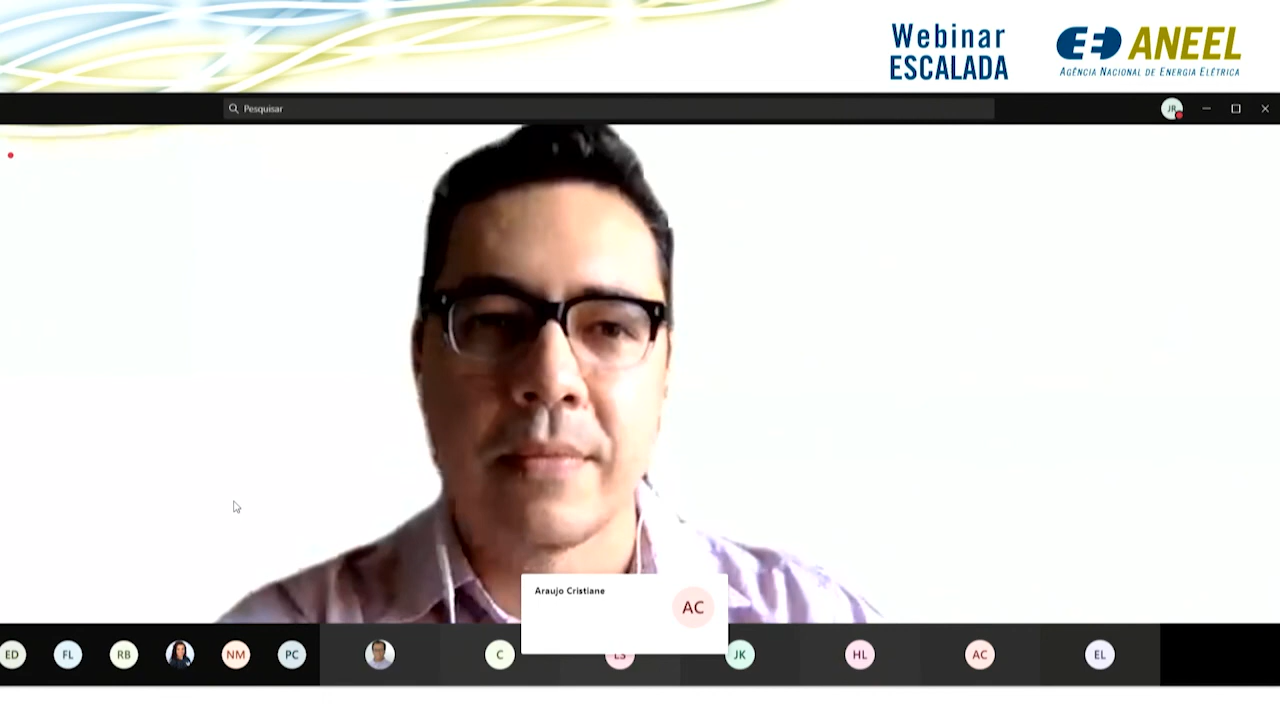 Webinar
ESCALADA
ANEEL
AGÊNCIA NACIONAL DE ENERGIA ELÉTRICA
Pesquisar
JR
Araujo Cristiane
AC
ED
FL
RB
NM
PC
C
LS
JK
HL
AC
EL